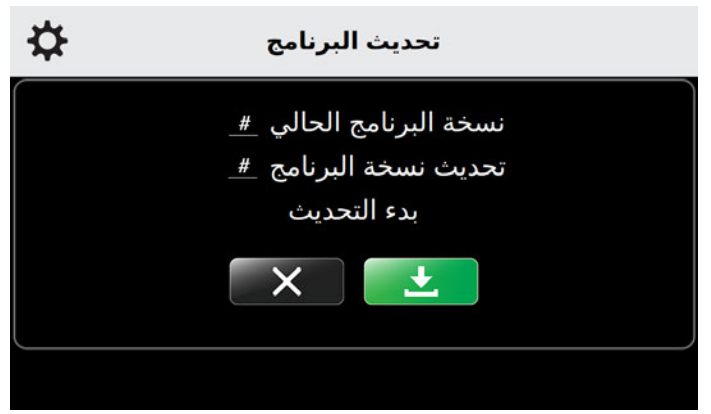 تحديث البرنامج
نسخة البرنامج الحالي #
تحديث نسخة البرنامج #
بدء التحديث